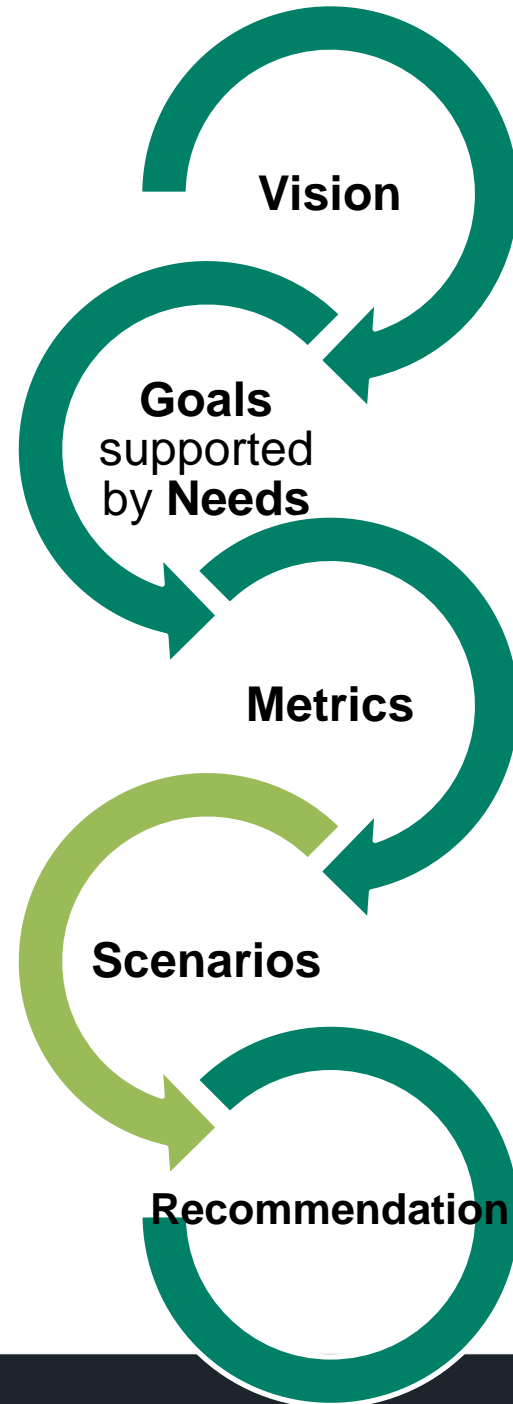 Vision
Goals
supported
by Needs
Metrics
Scenarios
Recommendation